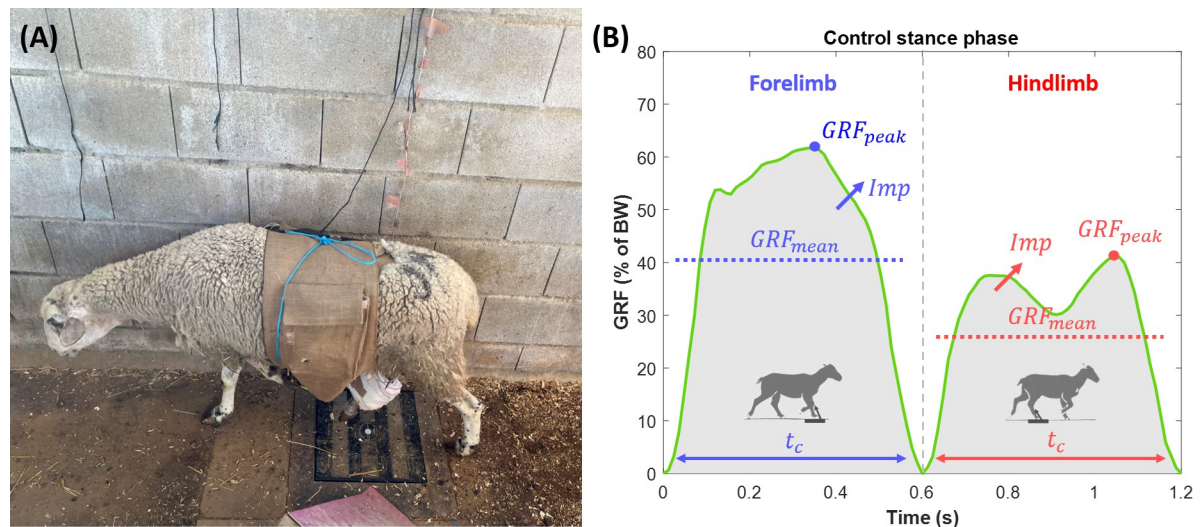 (A)
(B)
Control stance phase
Forelimb
Hindlimb
GRF_peak
Imp
GRF_mean
t_c
GRF_peak
Imp
GRF_mean
t_c
GRF (% of BW)
80
70
60
50
40
30
20
10
0
0 0.2 0.4 0.6 0.8 1 1.2
Time (s)